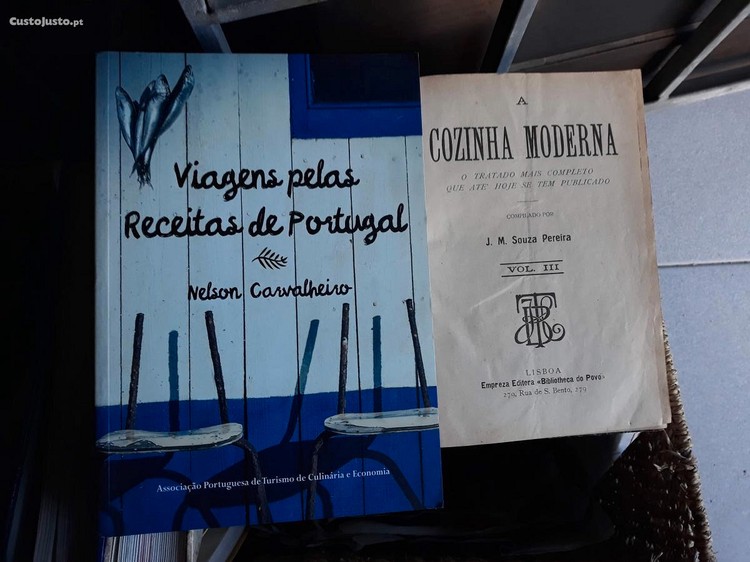 CustoJusto.pt
Viagens pelas
Receitas de Portugal
Nelson Carvalheiro
Associação Portuguesa de Turismo de Culinária e Economia
A
COZINHA MODERNA
O TRATADO MAIS COMPLETO
QUE ATÉ HOJE SE TEM PUBLICADO
COMPILADO POR
J. M. Souza Pereira
VOL. III
LISBOA
Empreza Editora «Bibliotheca do Povo»
279, Rua de S. Bento, 279